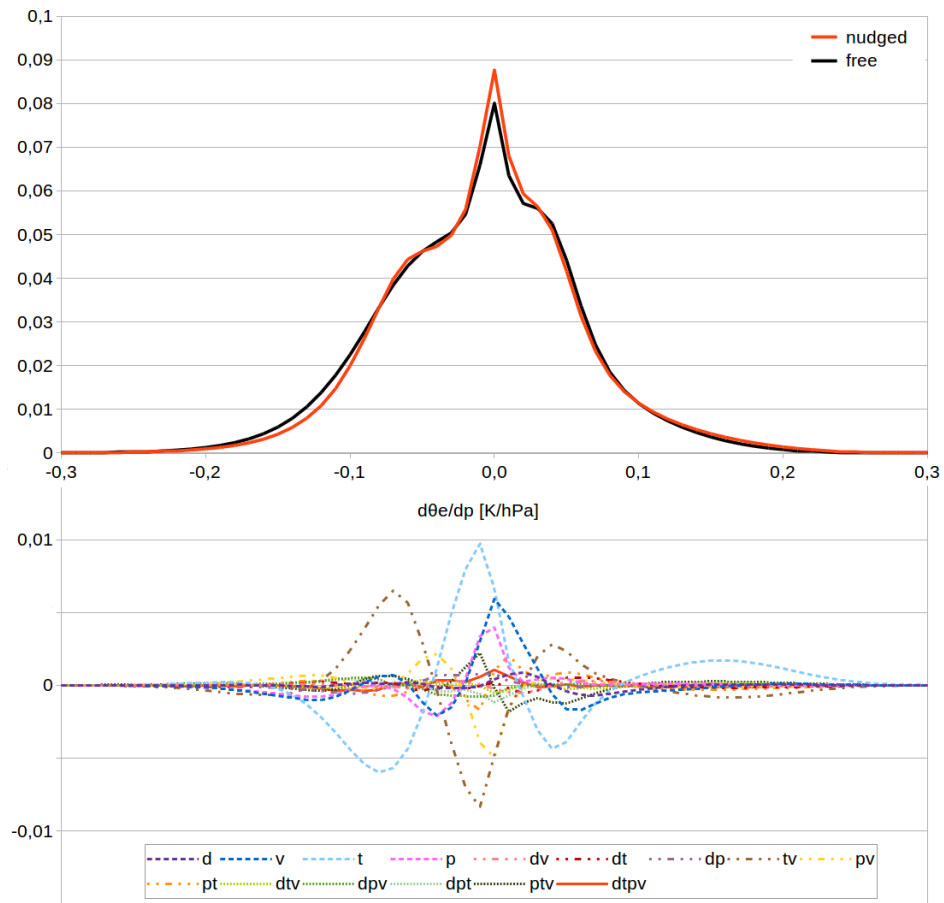 0,1
nudged
free
0,09
0,08
0,07
0,06
0,05
0,04
0,03
0,02
0,01
0
-0,3 -0,2 -0,1 0,0 0,1 0,2 0,3
dθe/dp [K/hPa]
0,01
0
-0,01
d v t p dv dt dp tv pv
pt dtv dpv dpt ptv dtpv